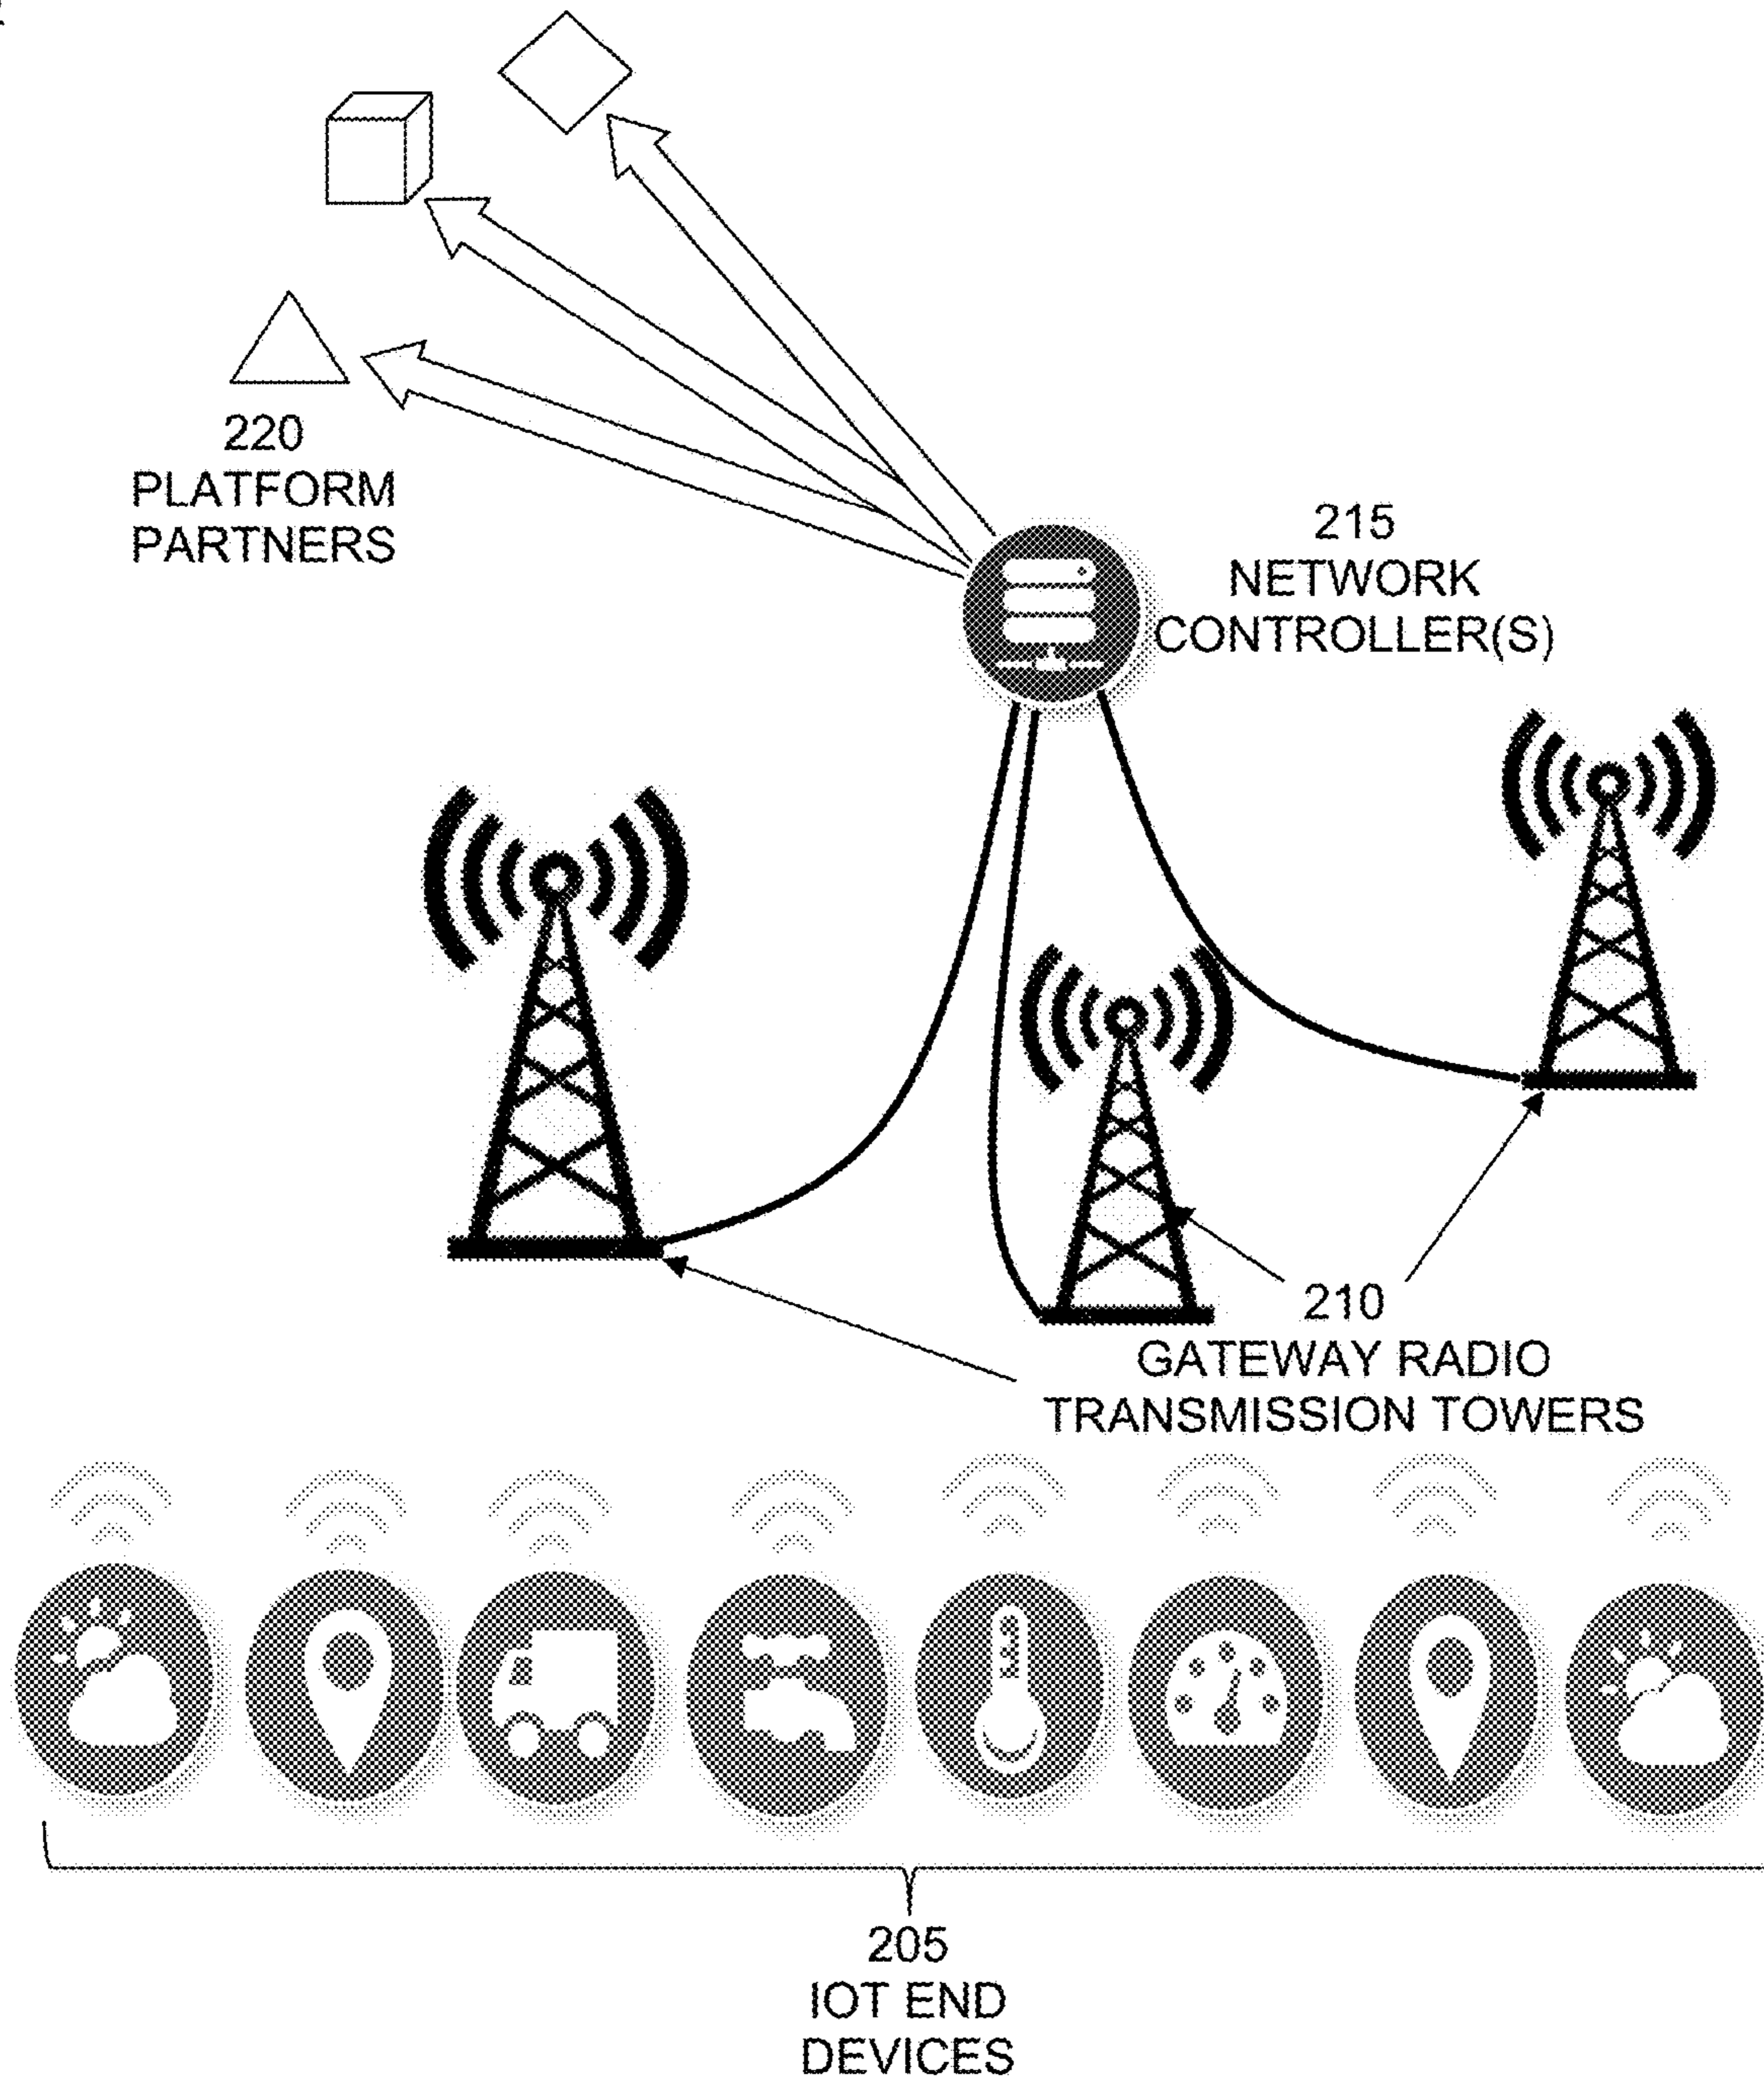 220
PLATFORM
PARTNERS
215
NETWORK
CONTROLLER(S)
210
GATEWAY RADIO
TRANSMISSION TOWERS
205
IOT END
DEVICES